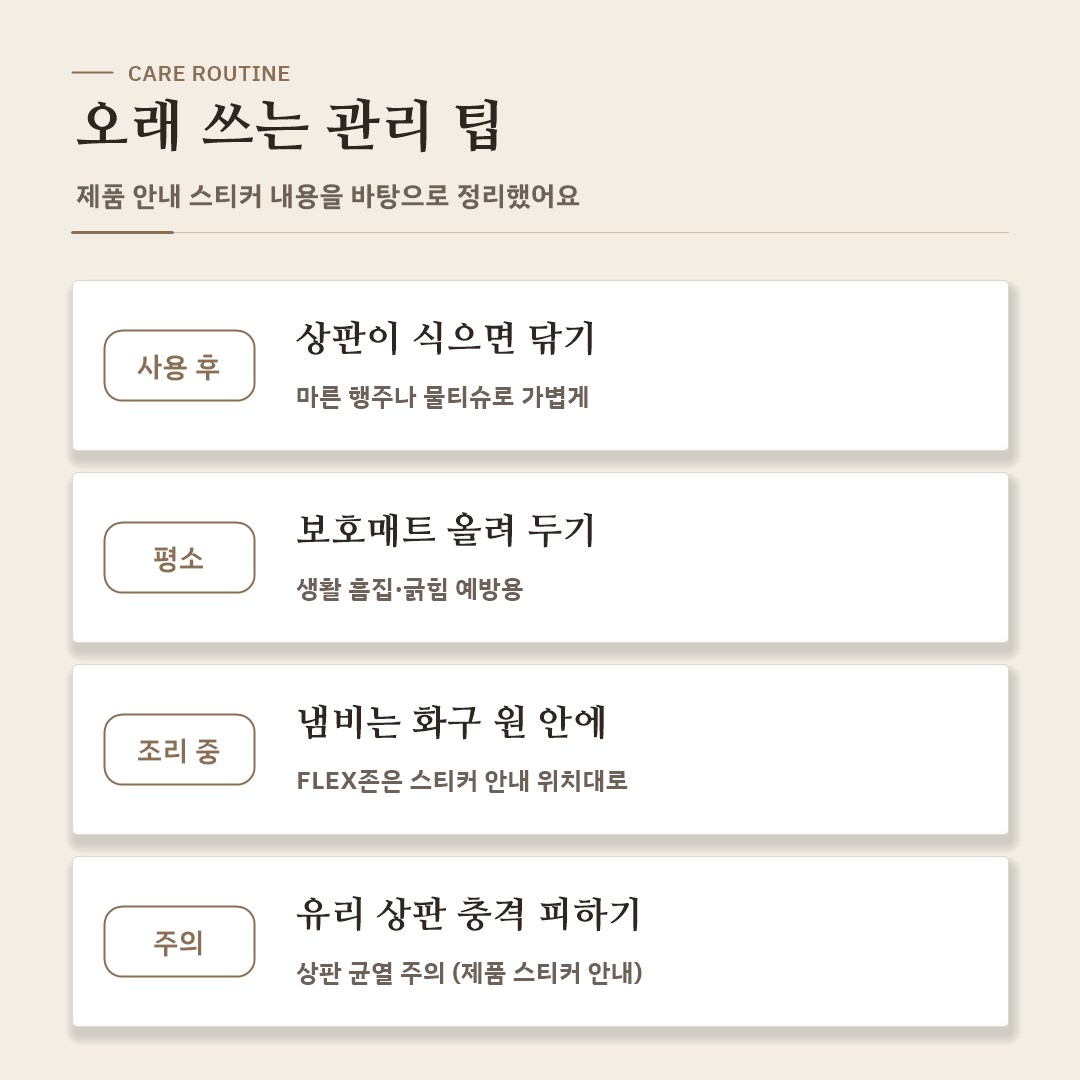 CARE ROUTINE
오래 쓰는 관리 팁
제품 안내 스티커 내용을 바탕으로 정리했어요
사용 후
상판이 식으면 닦기
마른 행주나 물티슈로 가볍게
평소
보호매트 올려 두기
생활 흠집·긁힘 예방용
조리 중
냄비는 화구 원 안에
FLEX존은 스티커 안내 위치대로
주의
유리 상판 충격 피하기
상판 균열 주의 (제품 스티커 안내)